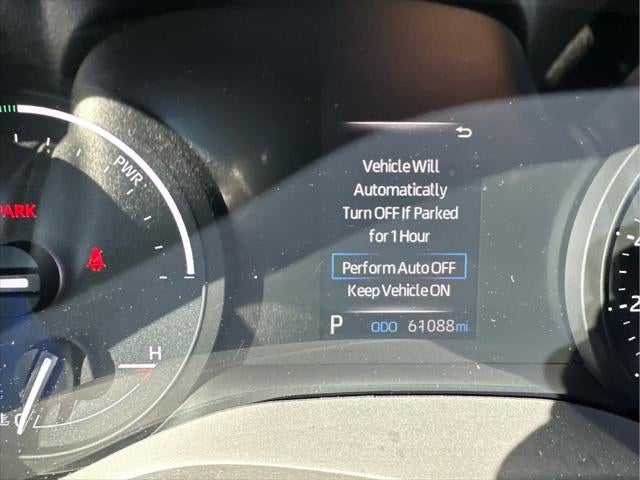 PWR
PARK
Vehicle Will
Automatically
Turn OFF If Parked
for 1 Hour
Perform Auto OFF
Keep Vehicle ON
P ODO 61088 mi
H
C
2